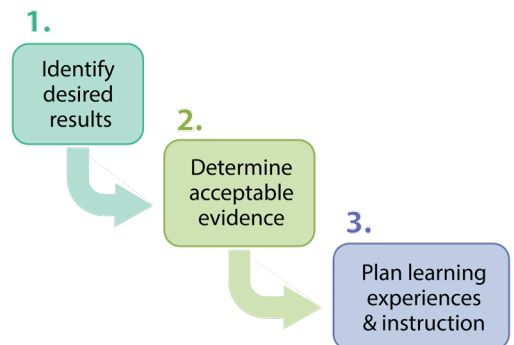 1.
Identify
desired
results
2.
Determine
acceptable
evidence
3.
Plan learning
experiences
& instruction